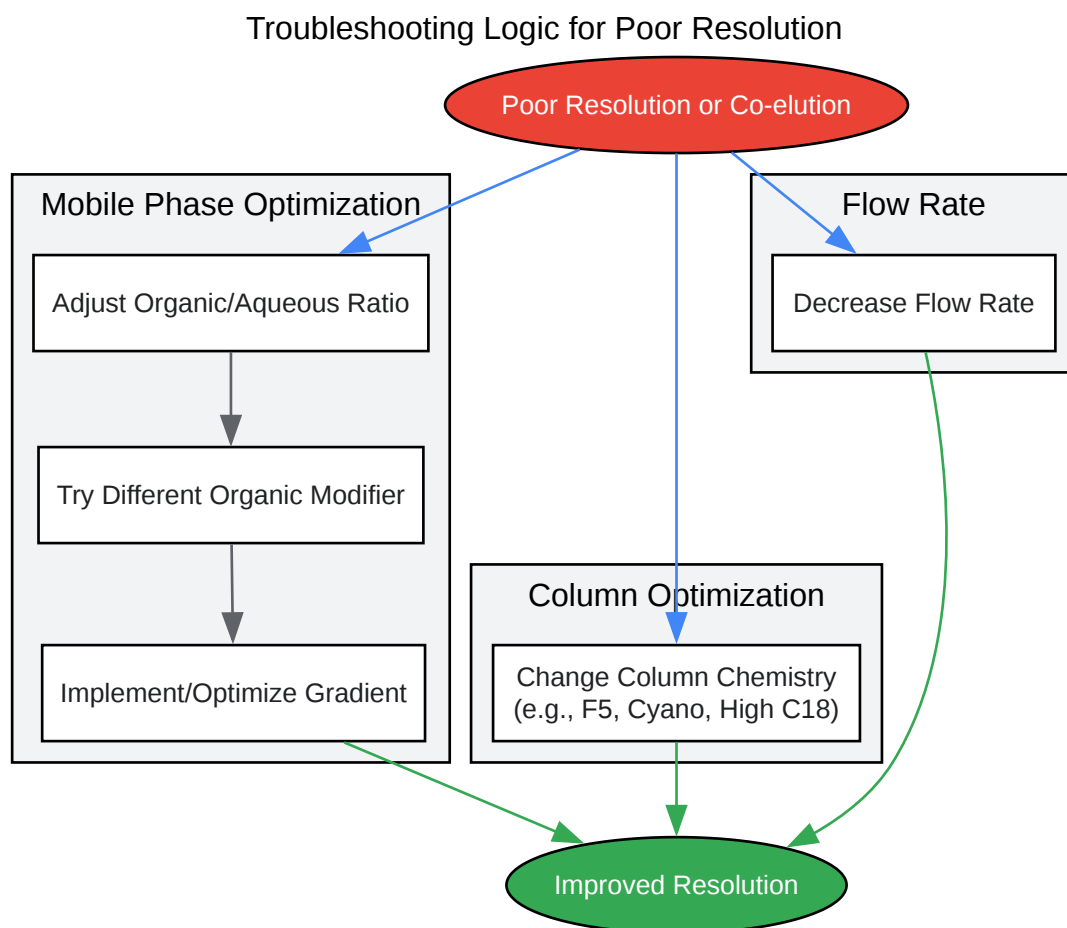 Troubleshooting Logic for Poor Resolution
Poor Resolution or Co-elution
Mobile Phase Optimization
Adjust Organic/Aqueous Ratio
Try Different Organic Modifier
Implement/Optimize Gradient
Column Optimization
Change Column Chemistry
(e.g., F5, Cyano, High C18)
Flow Rate
Decrease Flow Rate
Improved Resolution